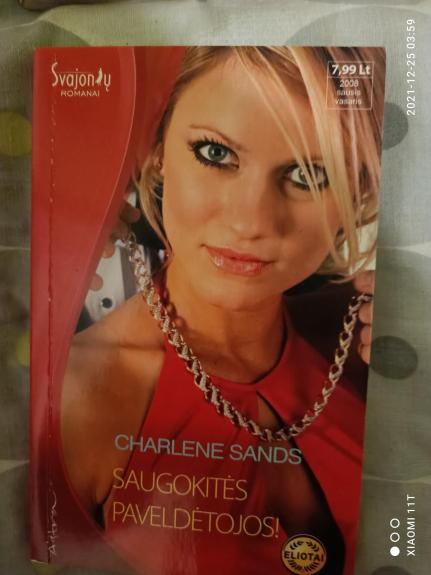 Svajonių
ROMANAI
7,99 Lt
2008
sausis
vasaris
CHARLENE SANDS
SAUGOKITĖS
PAVELDĖTOJOS!
ELIOTAI
2021-12-25 03:59
XIAOMI 11T